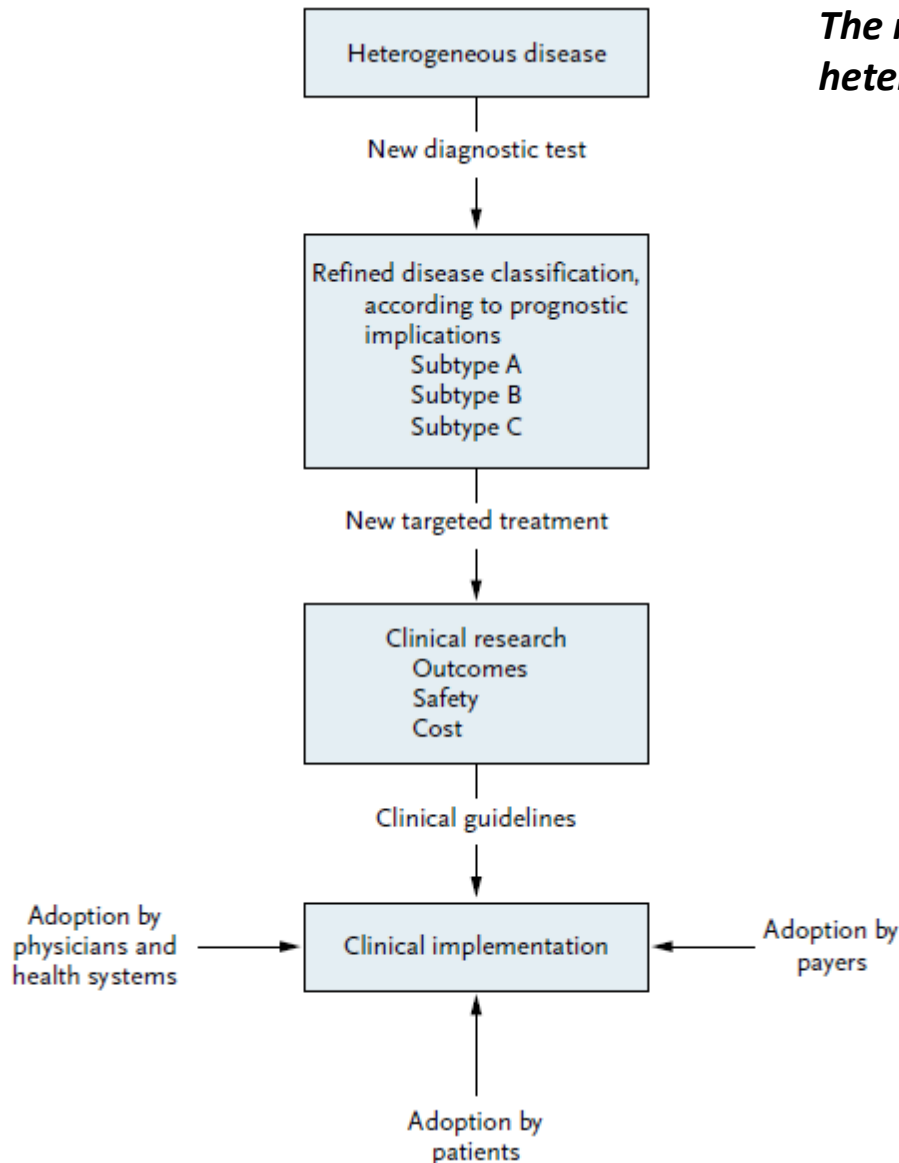 The
Heterogeneous disease
New diagnostic test
Refined disease classification,
according to prognostic
implications
Subtype A
Subtype B
Subtype C
New targeted treatment
Clinical research
Outcomes
Safety
Cost
Clinical guidelines
Adoption by
physicians and
health systems
Clinical implementation
Adoption by
payers
Adoption by
patients